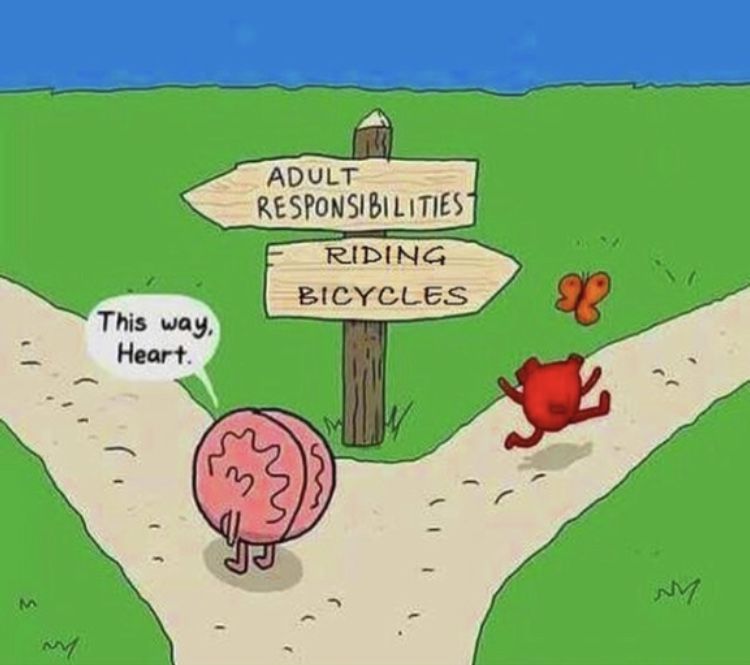 ADULT
RESPONSIBILITIES
RIDING
BICYCLES
This way,
Heart.